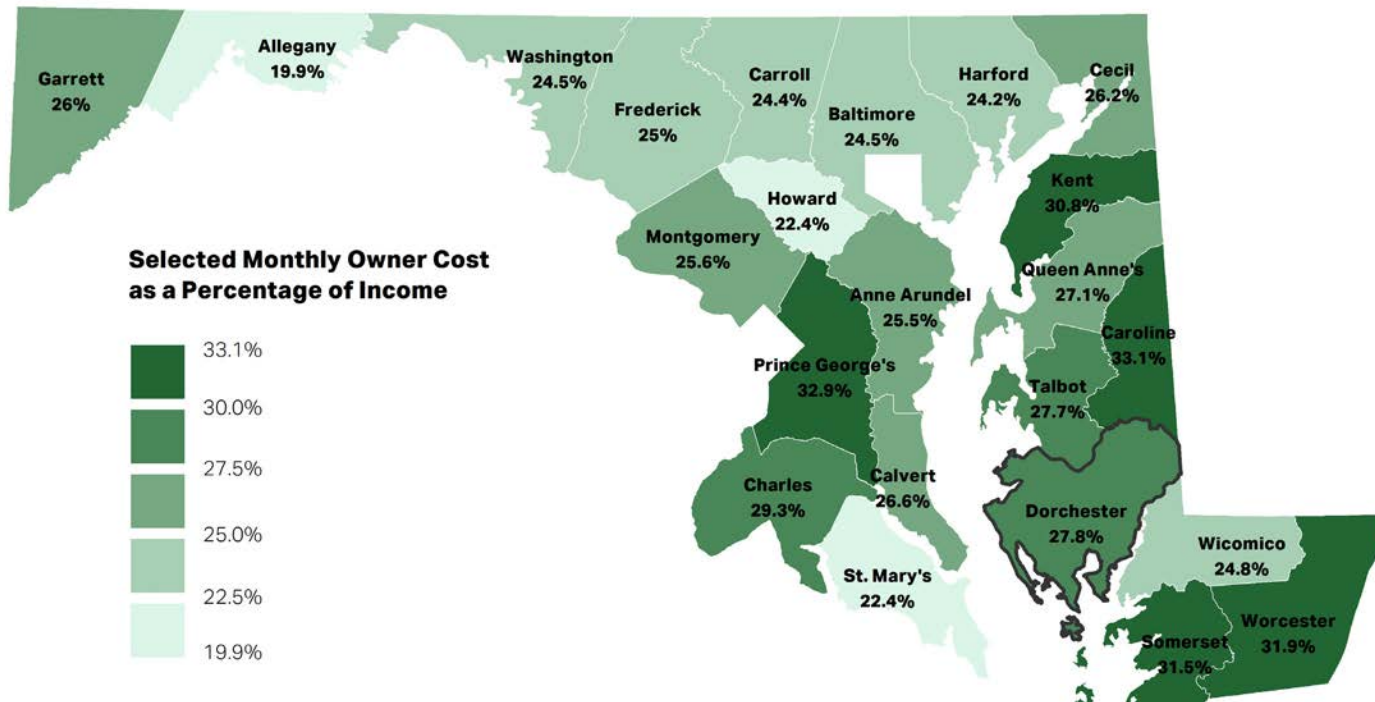 Garrett
26%
Allegany
19.9%
Washington
24.5%
Frederick
25%
Carroll
24.4%
Baltimore
24.5%
Harford
24.2%
Cecil
26.2%
Kent
30.8%
Howard
22.4%
Montgomery
25.6%
Queen Anne's
27.1%
Anne Arundel
25.5%
Caroline
33.1%
Prince George's
32.9%
Talbot
27.7%
Charles
29.3%
Calvert
26.6%
Dorchester
27.8%
St. Mary's
22.4%
Wicomico
24.8%
Worcester
31.9%
Somerset
31.5%
Selected Monthly Owner Cost
as a Percentage of Income
33.1%
30.0%
27.5%
25.0%
22.5%
19.9%